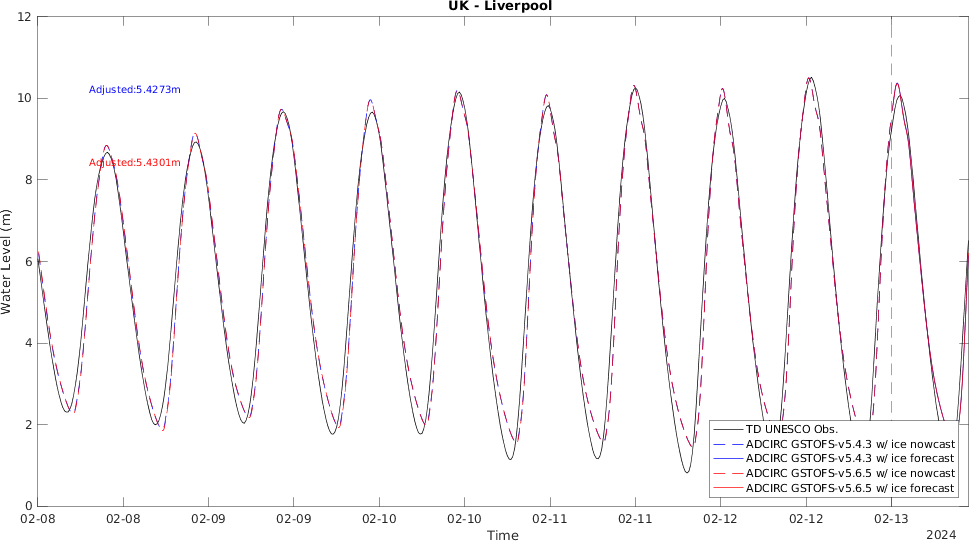 UK - Liverpool
12
10
8
6
4
2
0
Water Level (m)
Adjusted:5.4273m
Adjusted:5.4301m
TD UNESCO Obs.
ADCIRC GSTOFS-v5.4.3 w/ ice nowcast
ADCIRC GSTOFS-v5.4.3 w/ ice forecast
ADCIRC GSTOFS-v5.6.5 w/ ice nowcast
ADCIRC GSTOFS-v5.6.5 w/ ice forecast
02-08 02-08 02-09 02-09 02-10 02-10 02-11 02-11 02-12 02-12 02-13
Time
2024